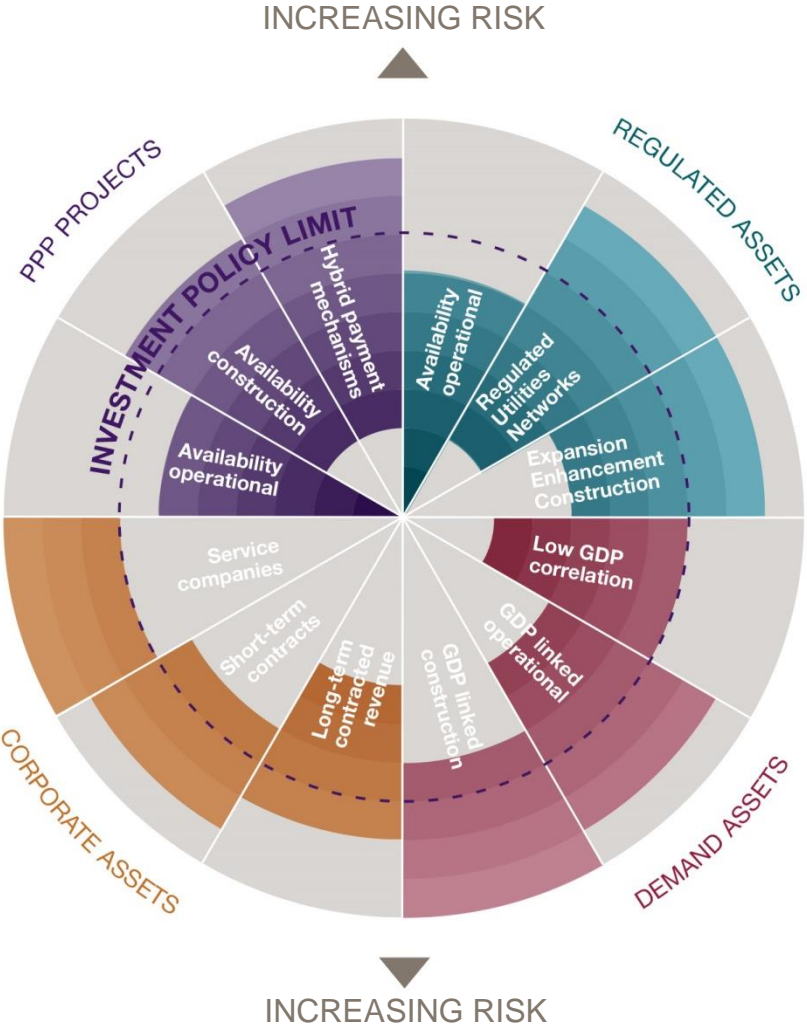 INCREASING RISK
PPP PROJECTS
REGULATED ASSETS
INVESTMENT POLICY LIMIT
Hybrid payment
mechanisms
Availability
construction
Availability
operational
Availability
operational
Regulated
Utilities
Networks
Expansion
Enhancement
Construction
Service
companies
Short-term
contracts
Long-term
contracted
revenue
Low GDP
correlation
GDP linked
operational
GDP linked
construction
CORPORATE ASSETS
DEMAND ASSETS
INCREASING RISK